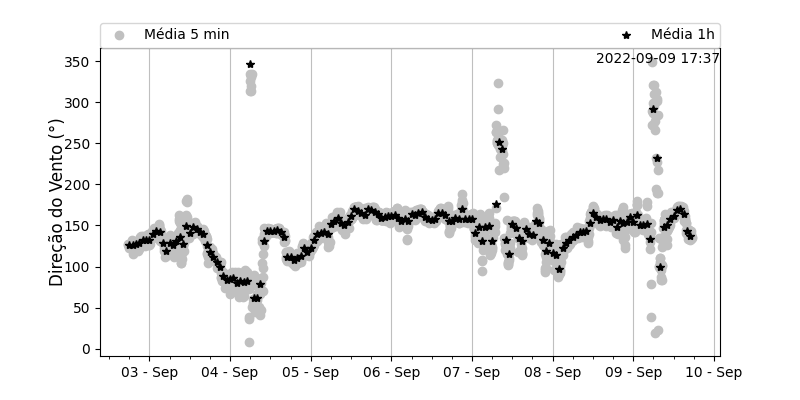 Média 5 min
Média 1h
2022-09-09 17:37
Direção do Vento (°)
350
300
250
200
150
100
50
0
03 - Sep
04 - Sep
05 - Sep
06 - Sep
07 - Sep
08 - Sep
09 - Sep
10 - Sep